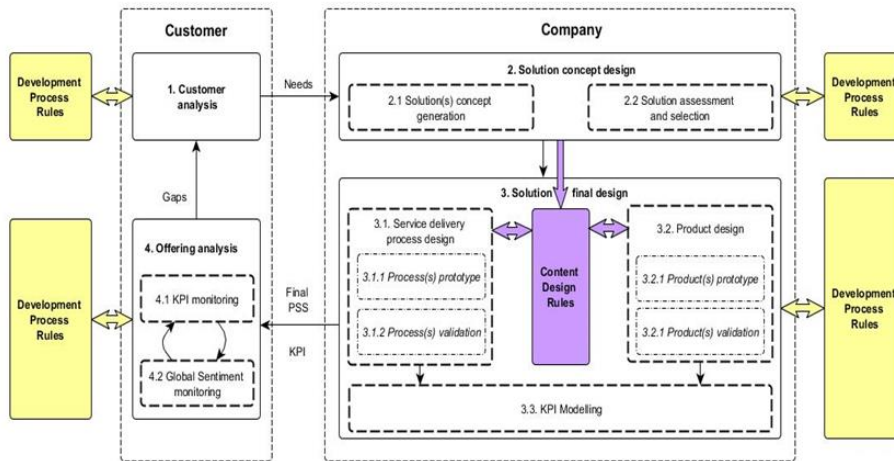 Customer
Company
Development
Process
Rules
1. Customer
analysis
Needs
2. Solution concept design
2.1 Solution(s) concept
generation
2.2 Solution assessment
and selection
Development
Process
Rules
Gaps
3. Solution final design
3.1. Service delivery
process design
3.2. Product design
4. Offering analysis
4.1 KPI monitoring
4.2 Global Sentiment
monitoring
Development
Process
Rules
Final
PSS
KPI
3.1.1 Process(s) prototype
3.1.2 Process(s) validation
Content
Design
Rules
3.2.1 Product(s) prototype
3.2.1 Product(s) validation
Development
Process
Rules
3.3. KPI Modelling